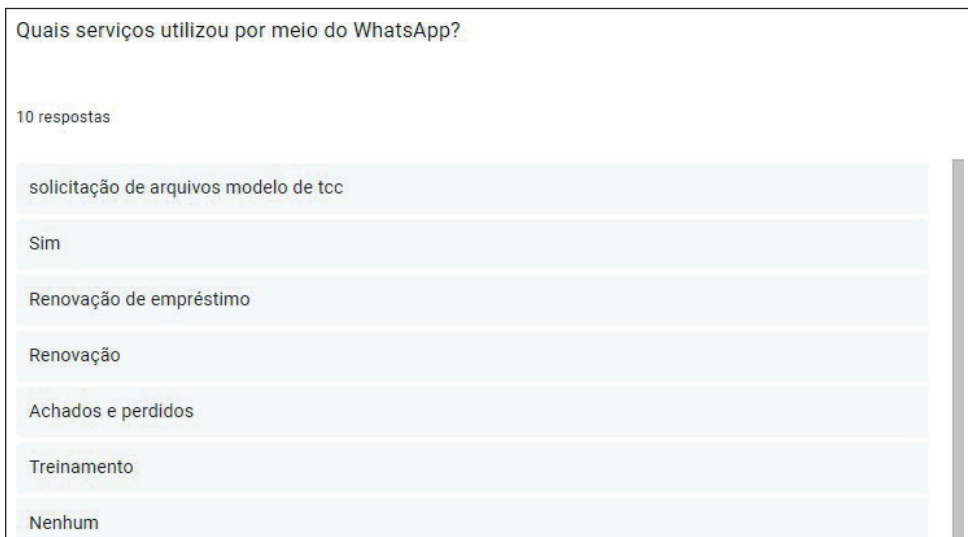 Quais serviços utilizou por meio do WhatsApp?
10 respostas
solicitação de arquivos modelo de tcc
Sim
Renovação de empréstimo
Renovação
Achados e perdidos
Treinamento
Nenhum